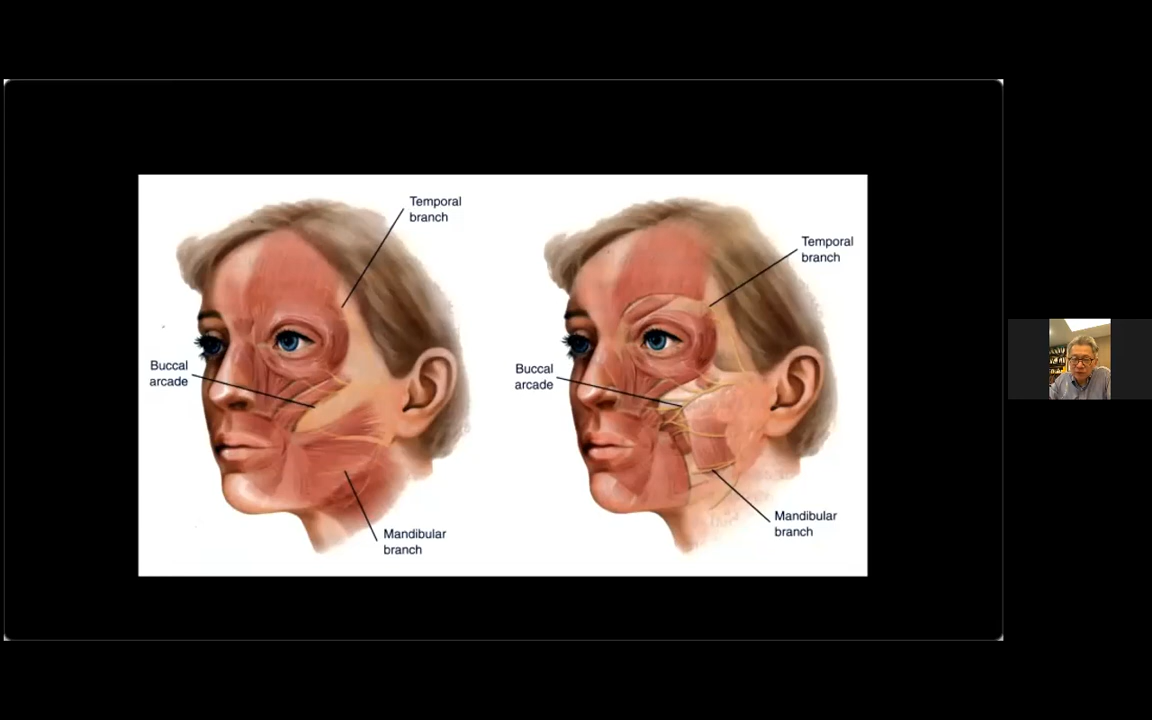 Temporal
branch
Buccal
arcade
Mandibular
branch
Temporal
branch
Buccal
arcade
Mandibular
branch